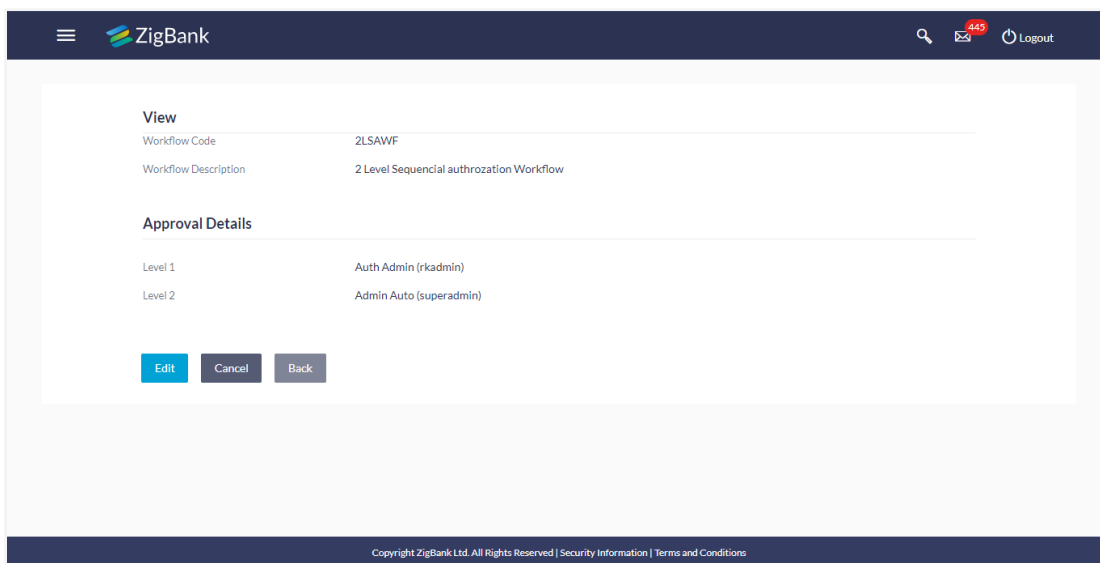 ZigBank
445
Logout
View
Workflow Code 2LSAWF
Workflow Description 2 Level Sequencial authrozation Workflow
Approval Details
Level 1 Auth Admin (rkadmin)
Level 2 Admin Auto (superadmin)
Edit Cancel Back
Copyright ZigBank Ltd. All Rights Reserved | Security Information | Terms and Conditions